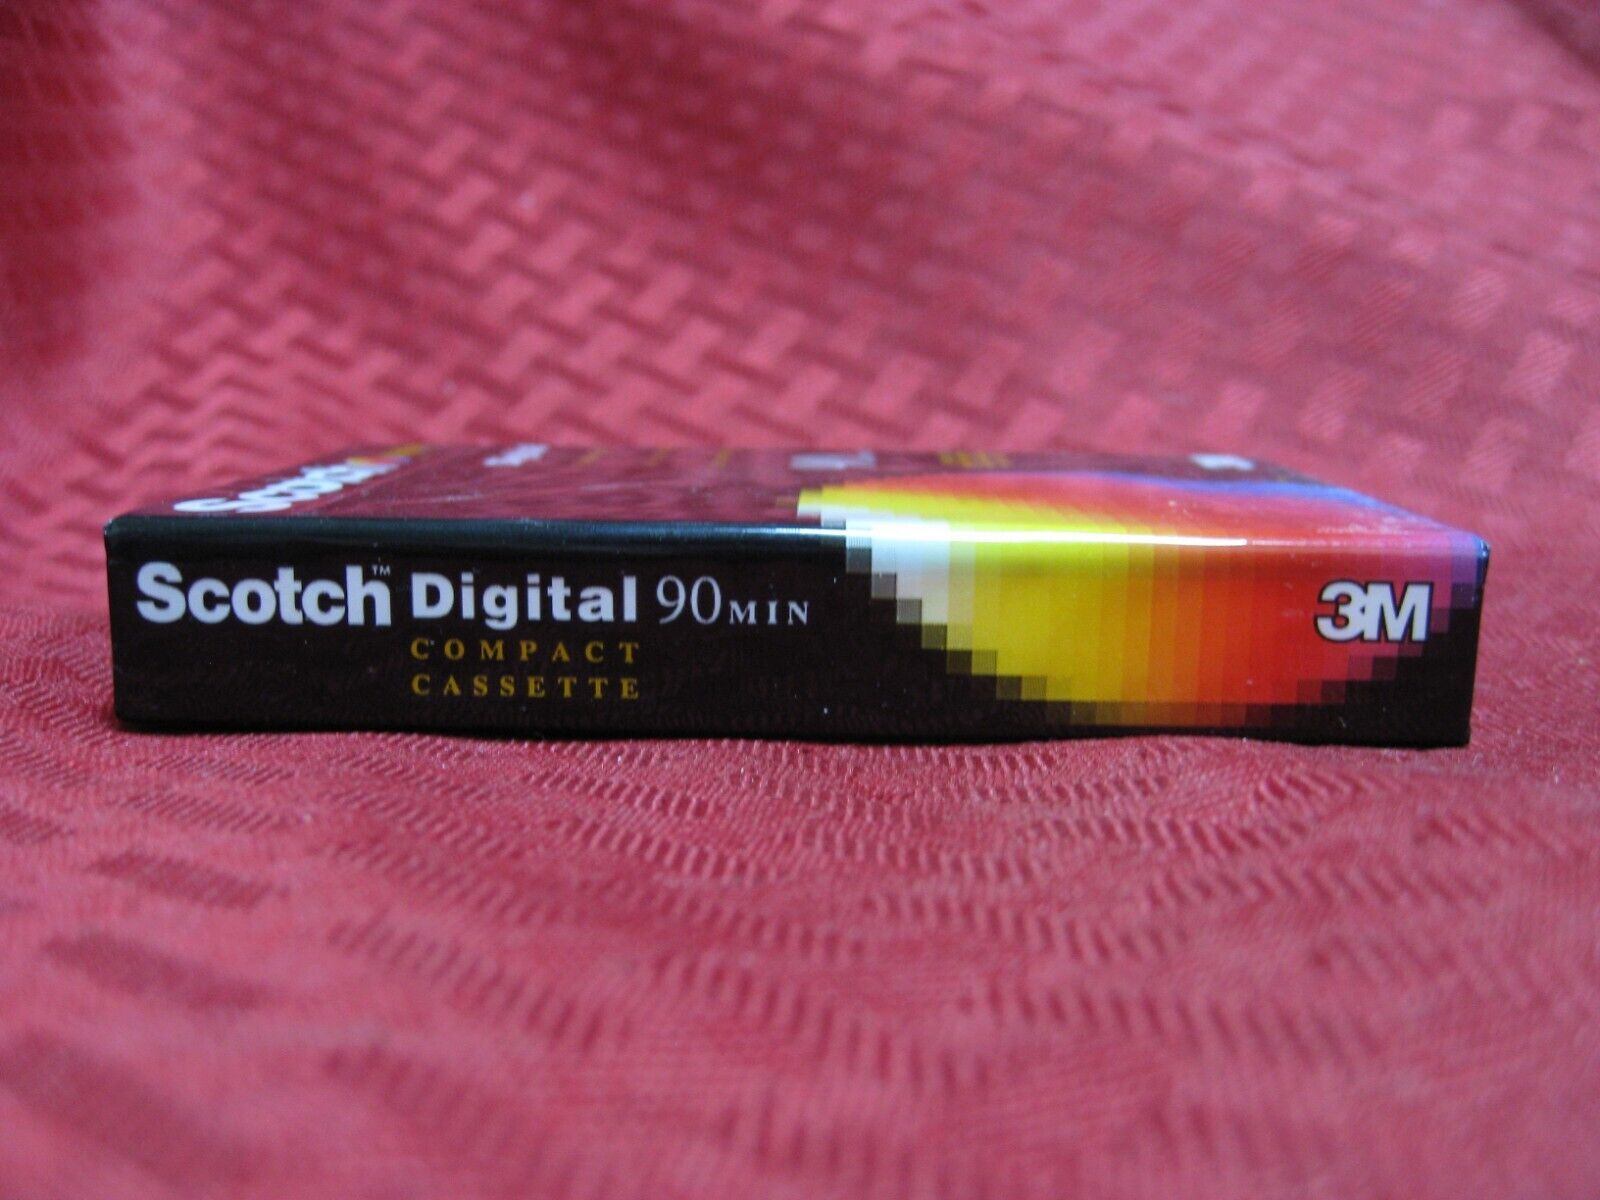 Scotch
Scotch™ Digital 90 MIN
COMPACT
CASSETTE
3M